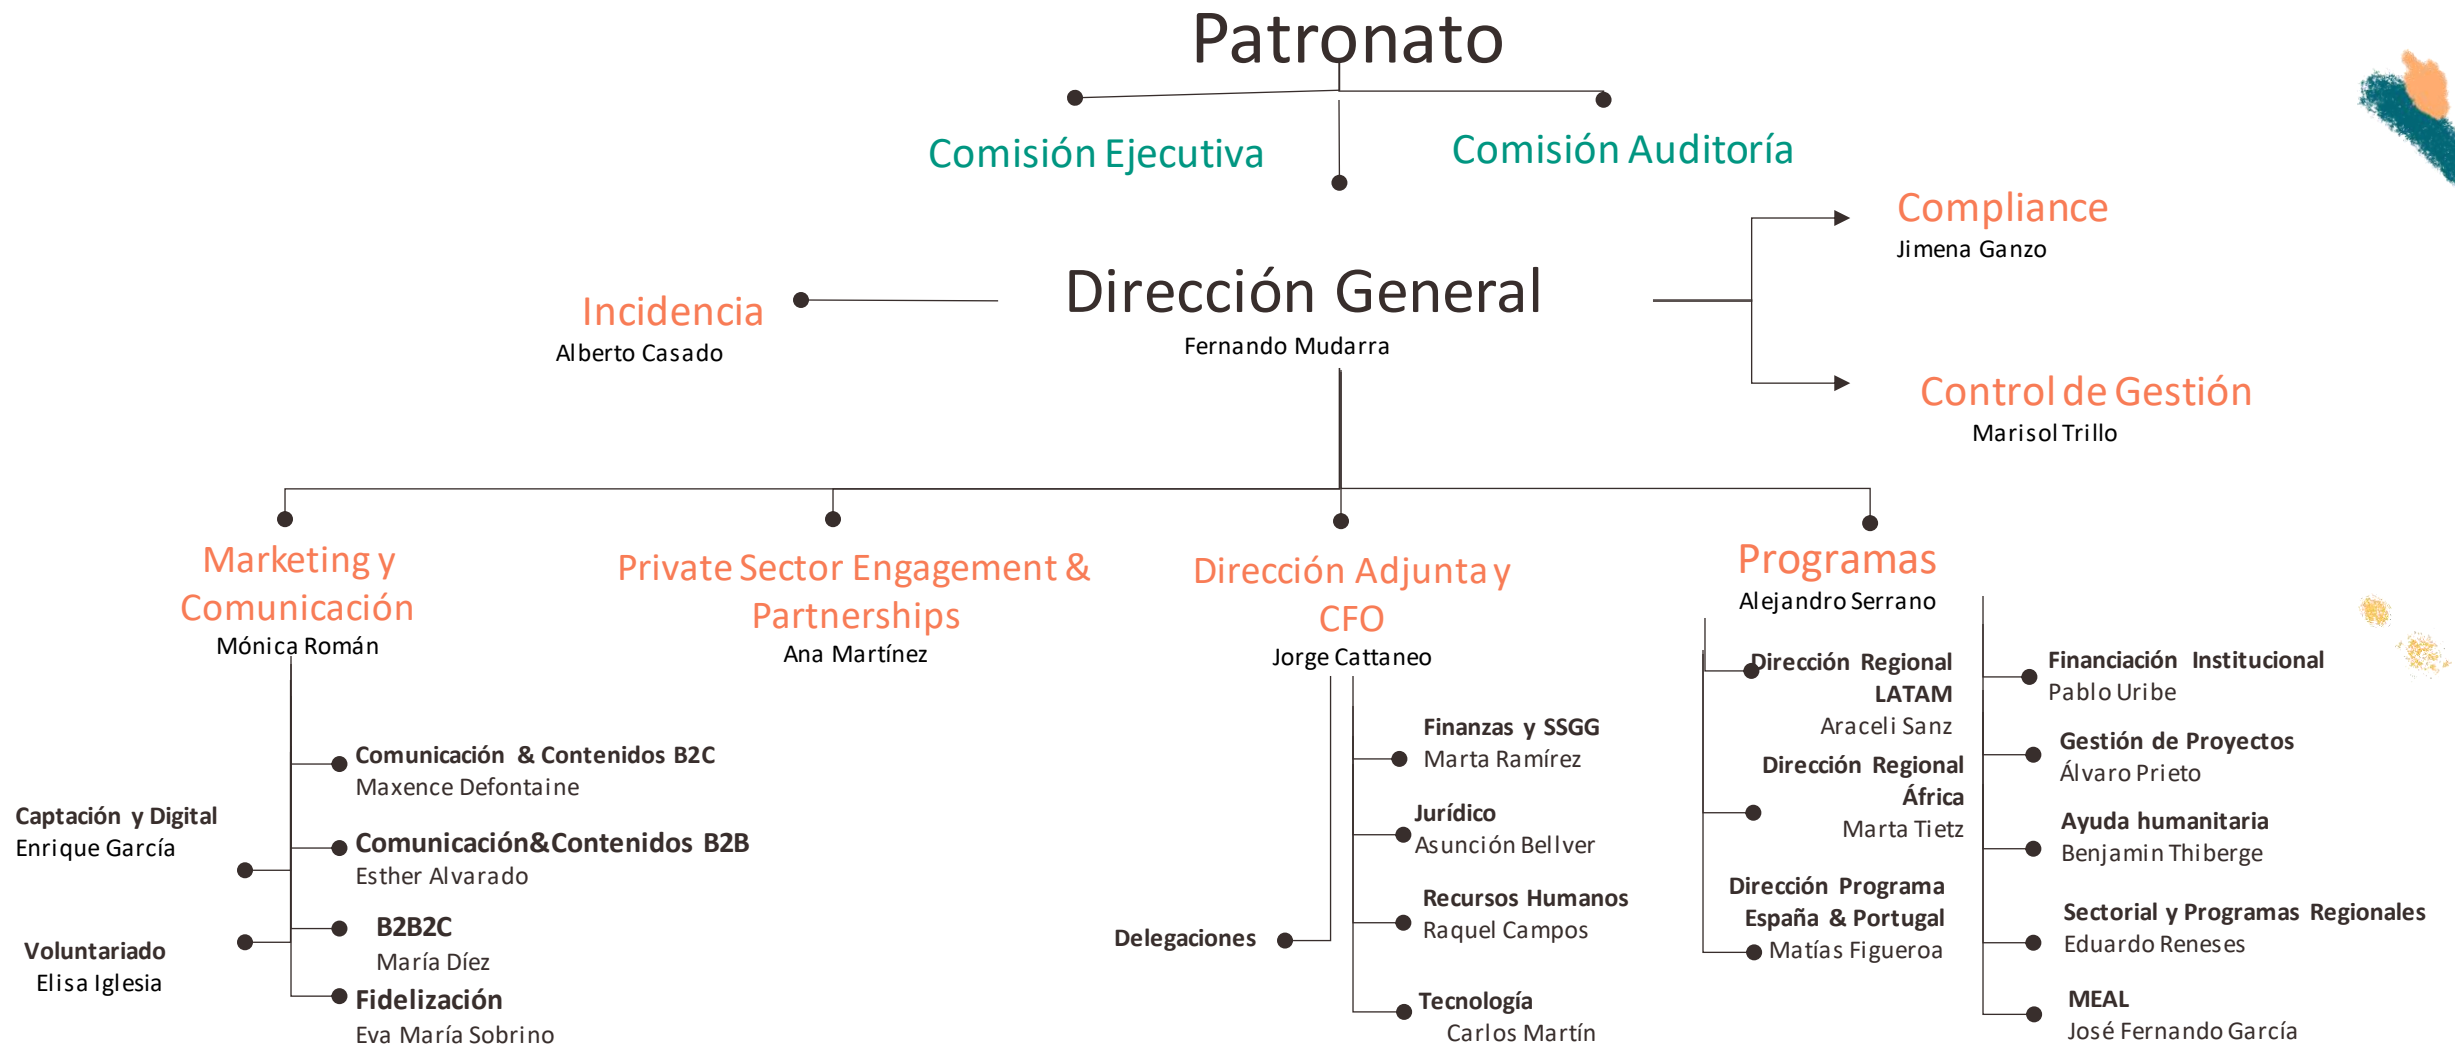 Patronato
Comisión Ejecutiva
Comisión Auditoría
Compliance
Jimena Ganzo
Dirección General
Fernando Mudarra
Incidencia
Alberto Casado
Control de Gestión
Marisol Trillo
Marketing y
Comunicación
Mónica Román
Private Sector Engagement &
Partnerships
Ana Martínez
Dirección Adjunta y
CFO
Jorge Cattaneo
Programas
Alejandro Serrano
Captación y Digital
Enrique García
Voluntariado
Elisa Iglesia
Comunicación & Contenidos B2C
Maxence Defontaine
Comunicación&Contenidos B2B
Esther Alvarado
B2B2C
María Díez
Fidelización
Eva María Sobrino
Delegaciones
Finanzas y SSGG
Marta Ramírez
Jurídico
Asunción Bellver
Recursos Humanos
Raquel Campos
Tecnología
Carlos Martín
Dirección Regional
LATAM
Araceli Sanz
Dirección Regional
África
Marta Tietz
Dirección Programa
España & Portugal
Matías Figueroa
Financiación Institucional
Pablo Uribe
Gestión de Proyectos
Álvaro Prieto
Ayuda humanitaria
Benjamin Thiberge
Sectorial y Programas Regionales
Eduardo Reneses
MEAL
José Fernando García